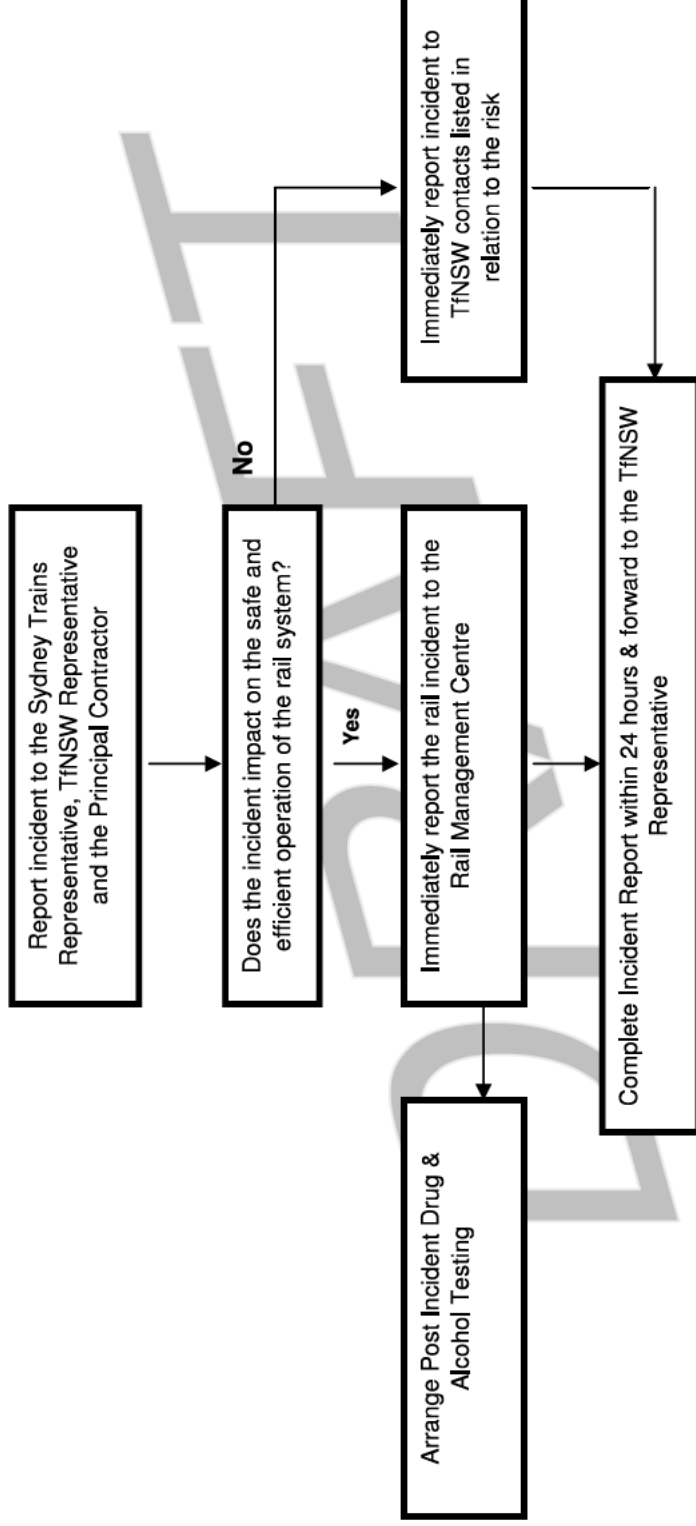 Report incident to the Sydney Trains
Representative, TfNSW Representative
and the Principal Contractor
Does the incident impact on the safe and
efficient operation of the rail system?
No
Yes
Arrange Post Incident Drug &
Alcohol Testing
Immediately report the rail incident to the
Rail Management Centre
Immediately report incident to
TfNSW contacts listed in
relation to the risk
Complete Incident Report within 24 hours & forward to the TfNSW
Representative
DRAFT